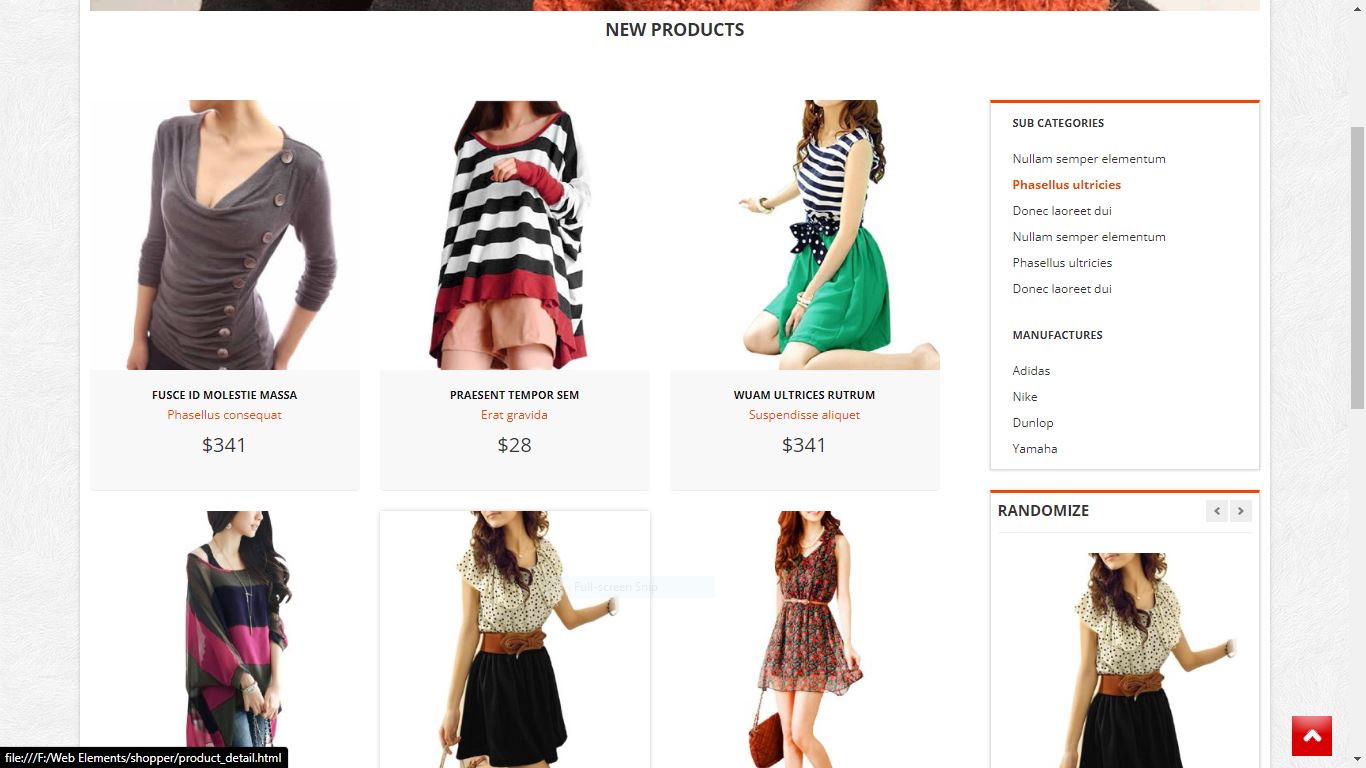 NEW PRODUCTS
FUSCE ID MOLESTIE MASSA
Phasellus consequat
$341
PRAESENT TEMPOR SEM
Erat gravida
$28
WUAM ULTRICES RUTRUM
Suspendisse aliquet
$341
Full-screen Snip
SUB CATEGORIES
Nullam semper elementum
Phasellus ultricies
Donec laoreet dui
Nullam semper elementum
Phasellus ultricies
Donec laoreet dui
MANUFACTURES
Adidas
Nike
Dunlop
Yamaha
RANDOMIZE
file:///F:/Web Elements/shopper/product_detail.html